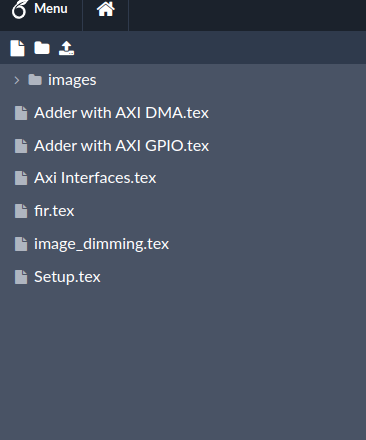 Menu
images
Adder with AXI DMA.tex
Adder with AXI GPIO.tex
Axi Interfaces.tex
fir.tex
image_dimming.tex
Setup.tex